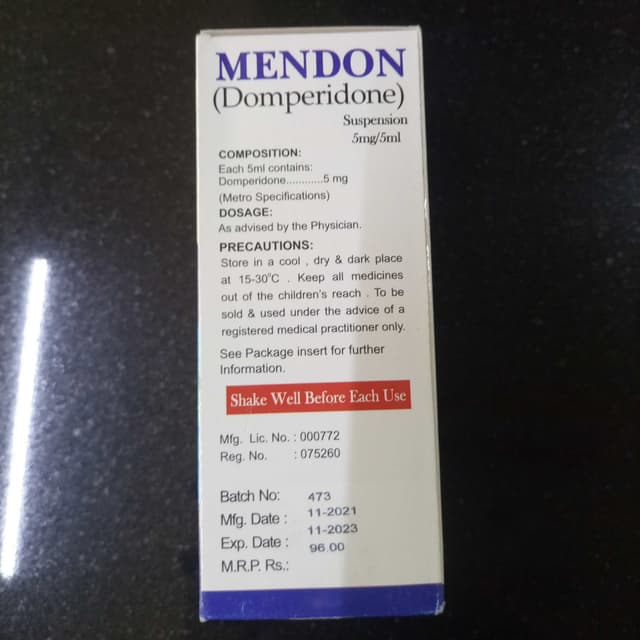 MENDON
(Domperidone)
Suspension
5mg/5ml
COMPOSITION:
Each 5ml contains:
Domperidone............5 mg
(Metro Specifications)
DOSAGE:
As advised by the Physician.
PRECAUTIONS:
Store in a cool , dry & dark place
at 15-30°C . Keep all medicines
out of the children's reach . To be
sold & used under the advice of a
registered medical practitioner only.
See Package insert for further
Information.
Shake Well Before Each Use
Mfg. Lic. No. : 000772
Reg. No. : 075260
Batch No: 473
Mfg. Date : 11-2021
Exp. Date : 11-2023
M.R.P. Rs.: 96.00